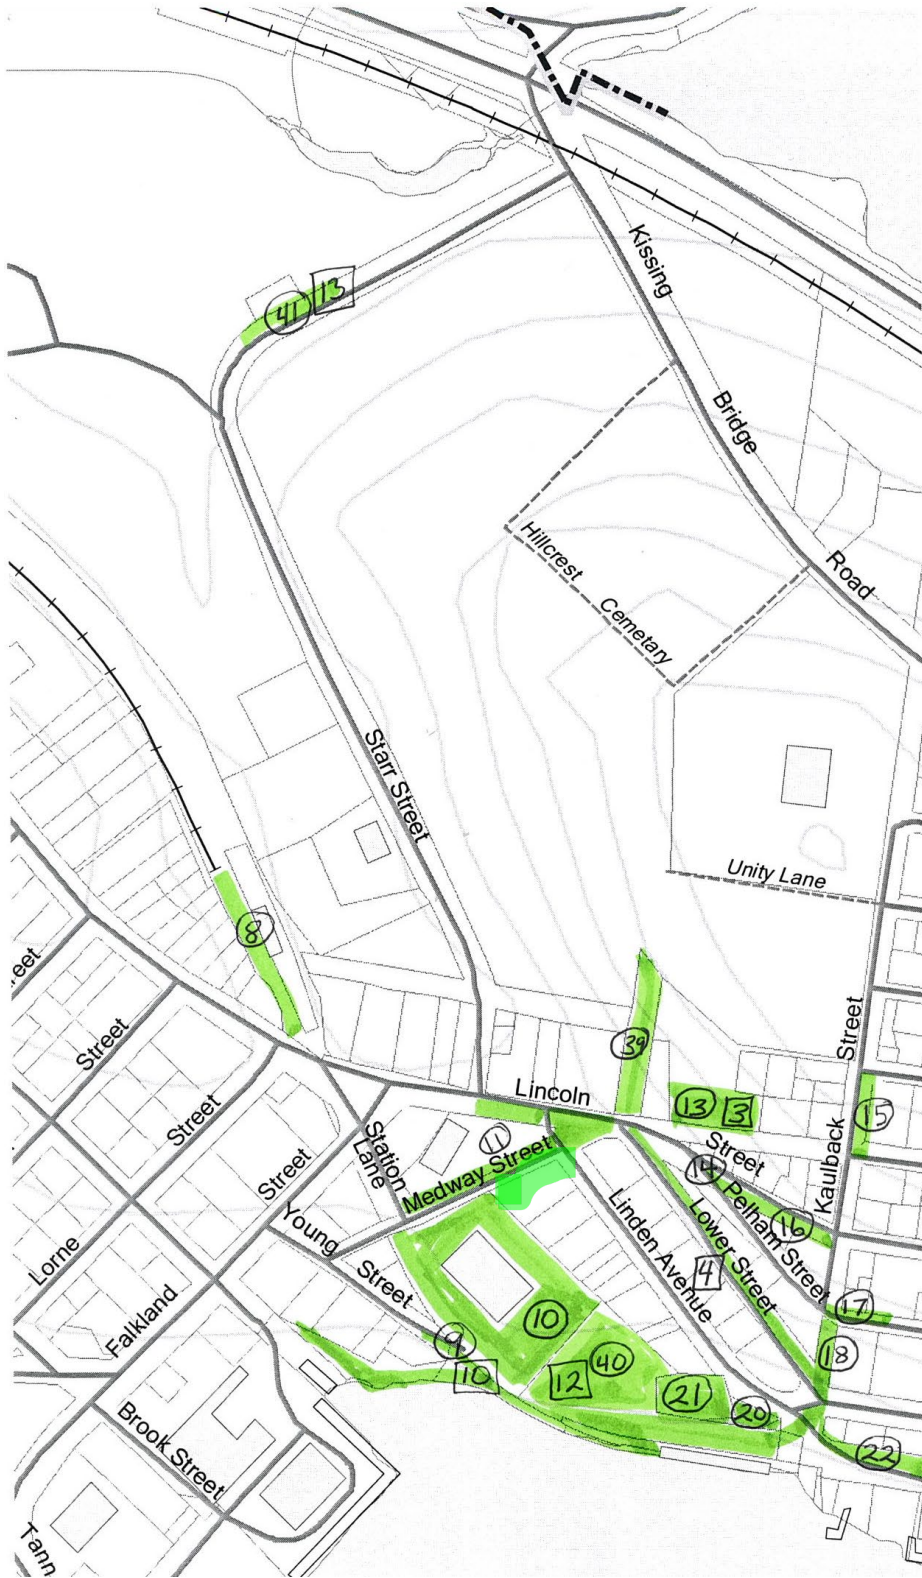 Kissing
41
13
Bridge
Hillcrest
Cemetary
Road
Starr Street
Unity Lane
reet
8
Street
Street
39
Lincoln
13
3
15
Street
Street
Station
Lane
11
Medway Street
14
Kaulback
Street
Pelham Street
16
Young
Street
Linden Avenue
Lower Street
4
Lorne
Falkland
10
17
9
10
12
40
18
21
20
Brook Street
22
Tann